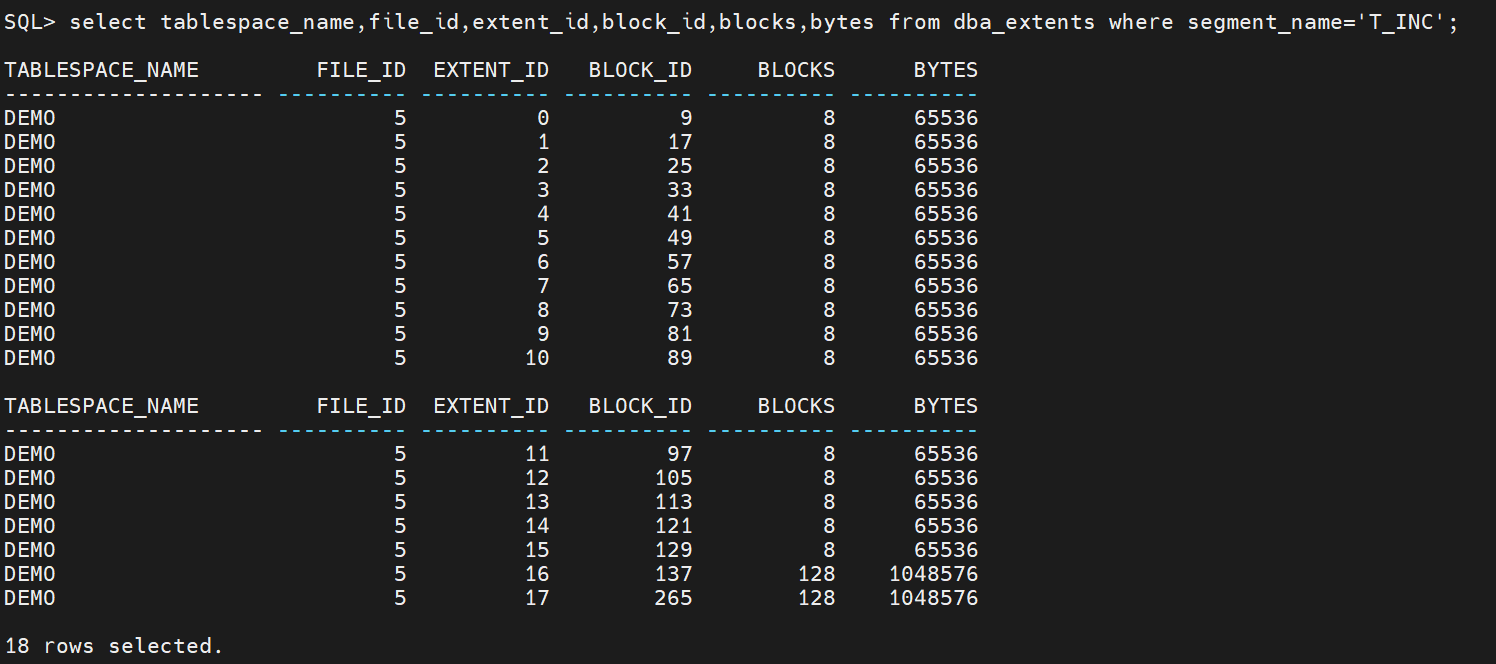 SQL> select tablespace_name,file_id,extent_id,block_id,blocks,bytes from dba_extents where segment_name='T_INC';
TABLESPACE_NAME         FILE_ID  EXTENT_ID   BLOCK_ID     BLOCKS      BYTES
-------------------- ---------- ---------- ---------- ---------- ----------
DEMO                          5          0          9          8      65536
DEMO                          5          1         17          8      65536
DEMO                          5          2         25          8      65536
DEMO                          5          3         33          8      65536
DEMO                          5          4         41          8      65536
DEMO                          5          5         49          8      65536
DEMO                          5          6         57          8      65536
DEMO                          5          7         65          8      65536
DEMO                          5          8         73          8      65536
DEMO                          5          9         81          8      65536
DEMO                          5         10         89          8      65536
TABLESPACE_NAME         FILE_ID  EXTENT_ID   BLOCK_ID     BLOCKS      BYTES
-------------------- ---------- ---------- ---------- ---------- ----------
DEMO                          5         11         97          8      65536
DEMO                          5         12        105          8      65536
DEMO                          5         13        113          8      65536
DEMO                          5         14        121          8      65536
DEMO                          5         15        129          8      65536
DEMO                          5         16        137        128    1048576
DEMO                          5         17        265        128    1048576
18 rows selected.